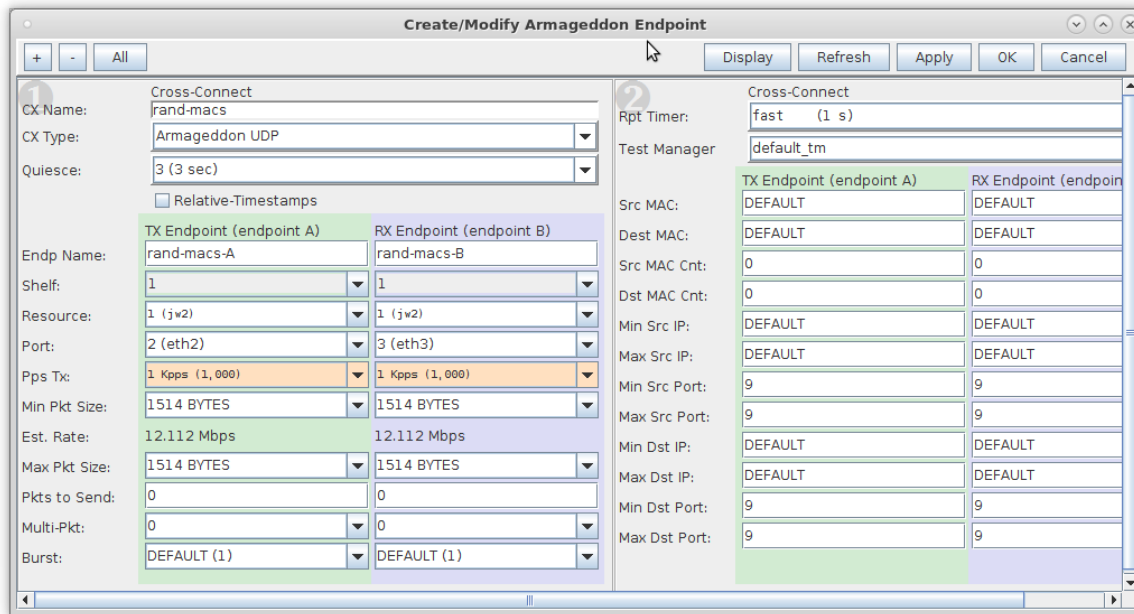 Create/Modify Armageddon Endpoint
+ - All Display Refresh Apply OK Cancel
1
Cross-Connect
CX Name: rand-macs
CX Type: Armageddon UDP
Quiesce: 3 (3 sec)
Relative-Timestamps
TX Endpoint (endpoint A) RX Endpoint (endpoint B)
Endp Name: rand-macs-A rand-macs-B
Shelf: 1 1
Resource: 1 (jw2) 1 (jw2)
Port: 2 (eth2) 3 (eth3)
Pps Tx: 1 Kpps (1,000) 1 Kpps (1,000)
Min Pkt Size: 1514 BYTES 1514 BYTES
Est. Rate: 12.112 Mbps 12.112 Mbps
Max Pkt Size: 1514 BYTES 1514 BYTES
Pkts to Send: 0 0
Multi-Pkt: 0 0
Burst: DEFAULT (1) DEFAULT (1)
2
Cross-Connect
Rpt Timer: fast (1 s)
Test Manager default_tm
TX Endpoint (endpoint A) RX Endpoint (endpoin
Src MAC: DEFAULT DEFAULT
Dest MAC: DEFAULT DEFAULT
Src MAC Cnt: 0 0
Dst MAC Cnt: 0 0
Min Src IP: DEFAULT DEFAULT
Max Src IP: DEFAULT DEFAULT
Min Src Port: 9 9
Max Src Port: 9 9
Min Dst IP: DEFAULT DEFAULT
Max Dst IP: DEFAULT DEFAULT
Min Dst Port: 9 9
Max Dst Port: 9 9